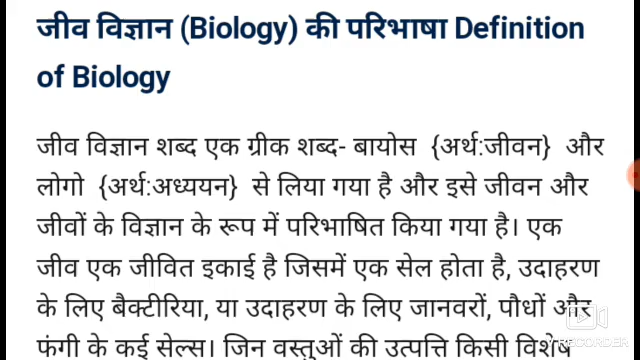 जीव विज्ञान (Biology) की परिभाषा Definition
of Biology
जीव विज्ञान शब्द एक ग्रीक शब्द- बायोस {अर्थ:जीवन} और
लोगो {अर्थ:अध्ययन} से लिया गया है और इसे जीवन और
जीवों के विज्ञान के रूप में परिभाषित किया गया है। एक
जीव एक जीवित इकाई है जिसमें एक सेल होता है, उदाहरण
के लिए बैक्टीरिया, या उदाहरण के लिए जानवरों, पौधों और
फंगी के कई सेल्स। जिन वस्तुओं की उत्पत्ति किसी विशेष
RECORDER